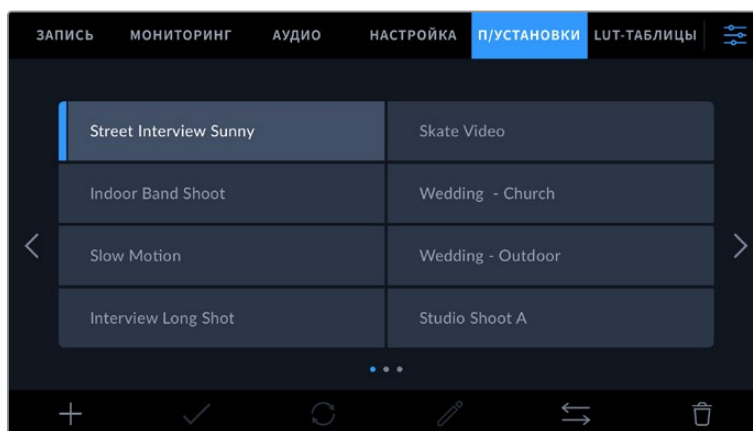 ЗАПИСЬ МОНИТОРИНГ АУДИО НАСТРОЙКА П/УСТАНОВКИ LUT-ТАБЛИЦЫ
Street Interview Sunny Skate Video
Indoor Band Shoot Wedding - Church
Slow Motion Wedding - Outdoor
Interview Long Shot Studio Shoot A